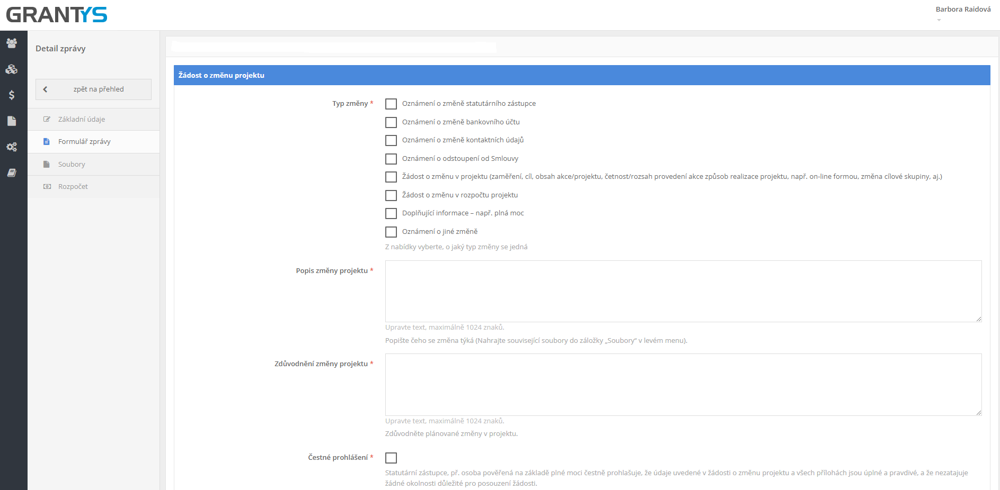 GRANTYS
Barbora Raidová
Detail zprávy
zpět na přehled
Základní údaje
Formulář zprávy
Soubory
Rozpočet
Žádost o změnu projektu
Typ změny *
Oznámení o změně statutárního zástupce
Oznámení o změně bankovního účtu
Oznámení o změně kontaktních údajů
Oznámení o odstoupení od Smlouvy
Žádost o změnu v projektu (zaměření, cíl, obsah akce/projektu, četnost/rozsah provedení akce způsob realizace projektu, např. on-line formou, změna cílové skupiny, aj.)
Žádost o změnu v rozpočtu projektu
Doplňující informace – např. plná moc
Oznámení o jiné změně
Z nabídky vyberte, o jaký typ změny se jedná
Popis změny projektu *
Upravte text, maximálně 1024 znaků.
Popište čeho se změna týká (Nahrajte související soubory do záložky „Soubory“ v levém menu).
Zdůvodnění změny projektu *
Upravte text, maximálně 1024 znaků.
Zdůvodněte plánované změny v projektu.
Čestné prohlášení *
Statutární zástupce, př. osoba pověřená na základě plné moci čestně prohlašuje, že údaje uvedené v žádosti o změnu projektu a všech přílohách jsou úplné a pravdivé, a že nezatajuje
žádné okolnosti důležité pro posouzení žádosti.